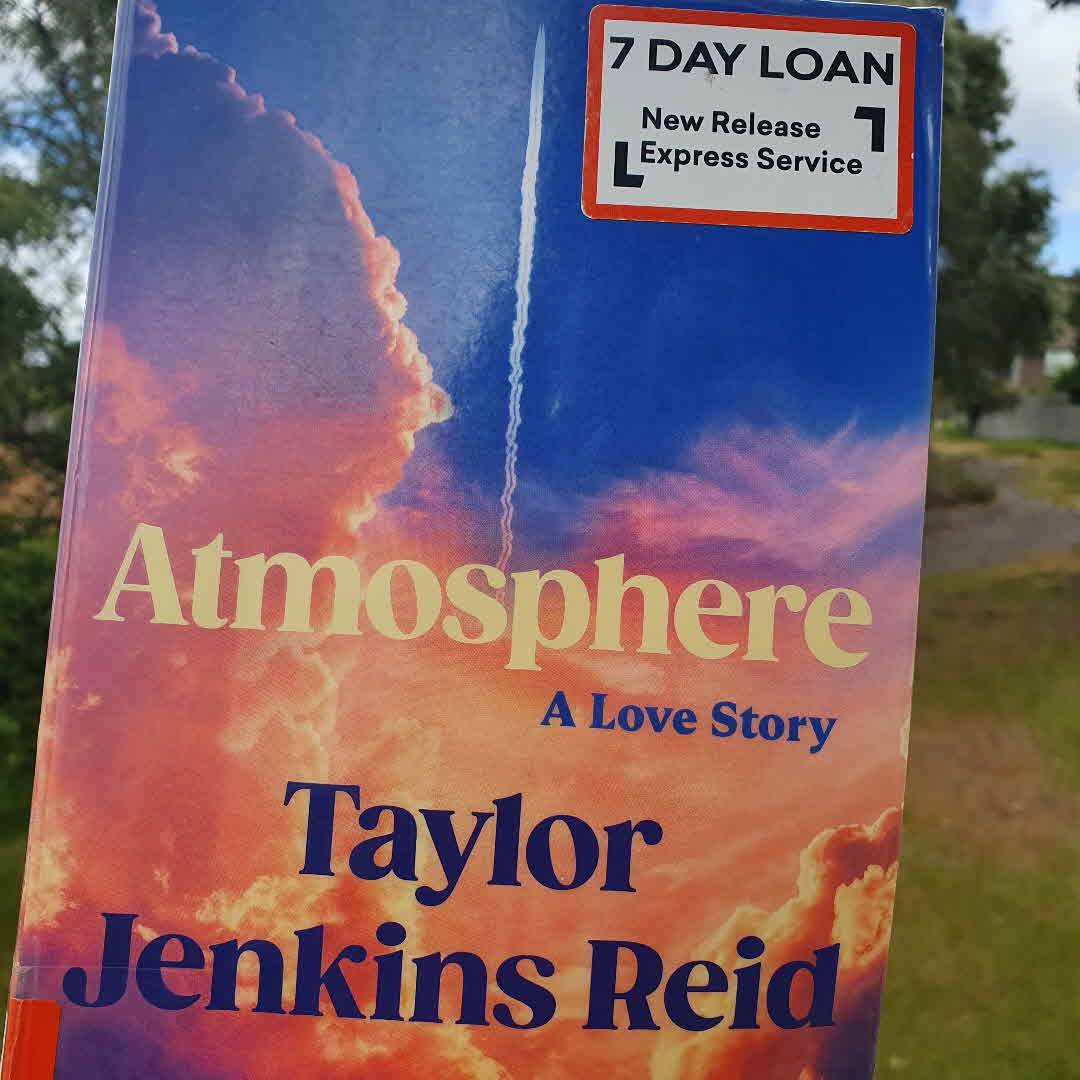 7 DAY LOAN
New Release
Express Service
Atmosphere
A Love Story
Taylor
Jenkins Reid